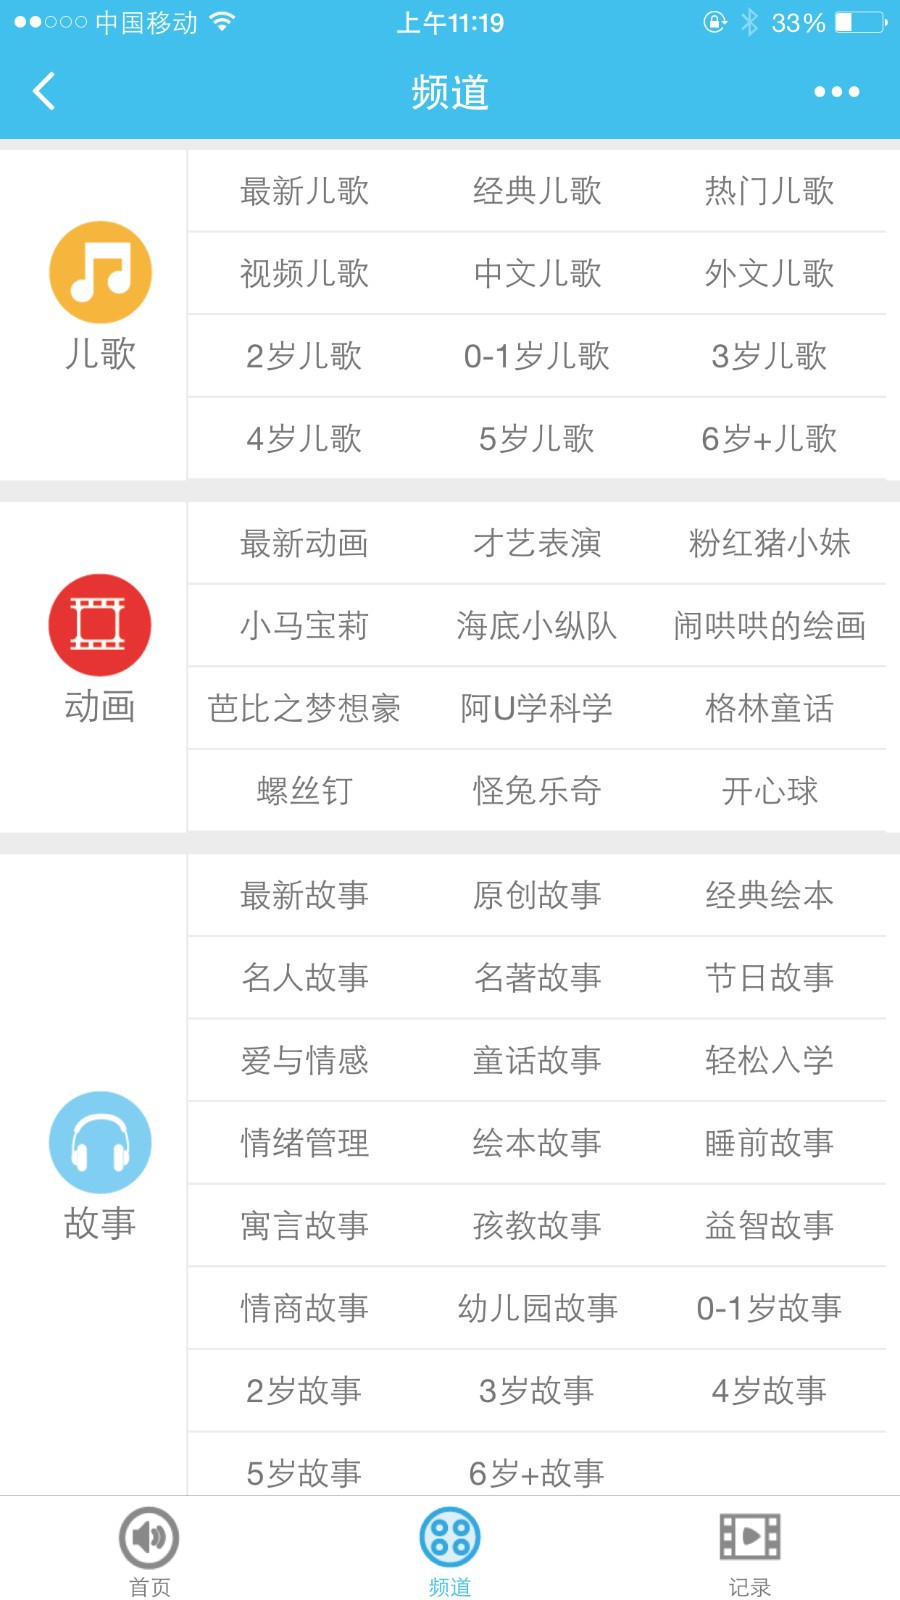 中国移动 上午11:19 33%
频道
儿歌
最新儿歌 经典儿歌 热门儿歌
视频儿歌 中文儿歌 外文儿歌
2岁儿歌 0-1岁儿歌 3岁儿歌
4岁儿歌 5岁儿歌 6岁+儿歌
动画
最新动画 才艺表演 粉红猪小妹
小马宝莉 海底小纵队 闹哄哄的绘画
芭比之梦想豪 阿U学科学 格林童话
螺丝钉 怪兔乐奇 开心球
故事
最新故事 原创故事 经典绘本
名人故事 名著故事 节日故事
爱与情感 童话故事 轻松入学
情绪管理 绘本故事 睡前故事
寓言故事 孩教故事 益智故事
情商故事 幼儿园故事 0-1岁故事
2岁故事 3岁故事 4岁故事
5岁故事 6岁+故事
首页 频道 记录